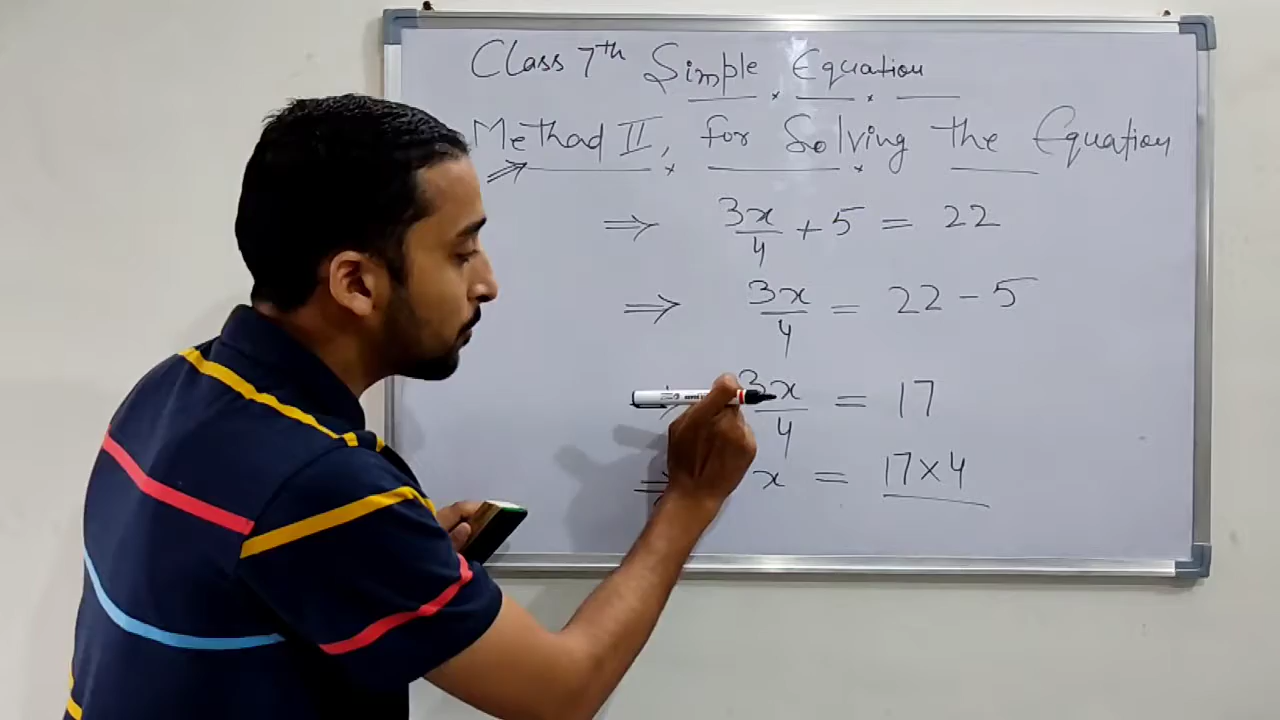 Class 7th Simple Equation
Methad II, for Solving the Equation
⇒ 3x/4 + 5 = 22
⇒ 3x/4 = 22 - 5
3x/4 = 17
⇒ x = 17×4